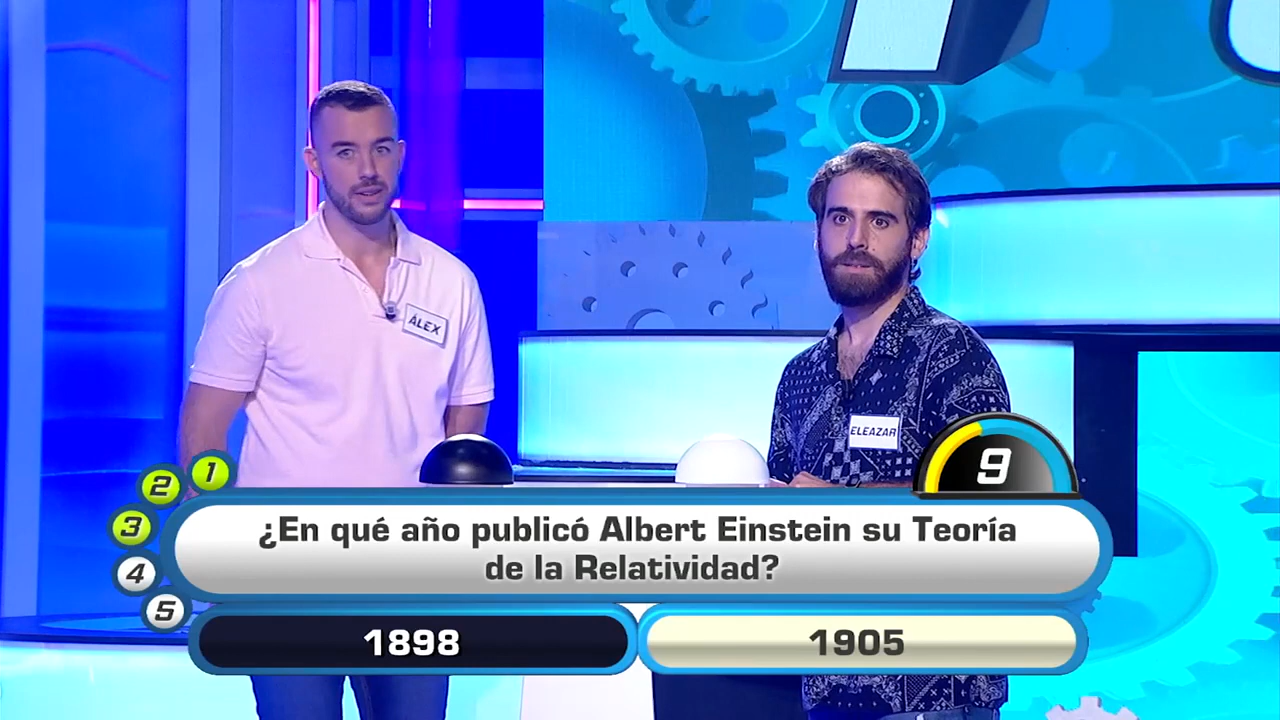 ÁLEX
ELEAZAR
9
1
2
3
4
5
¿En qué año publicó Albert Einstein su Teoría
de la Relatividad?
1898
1905